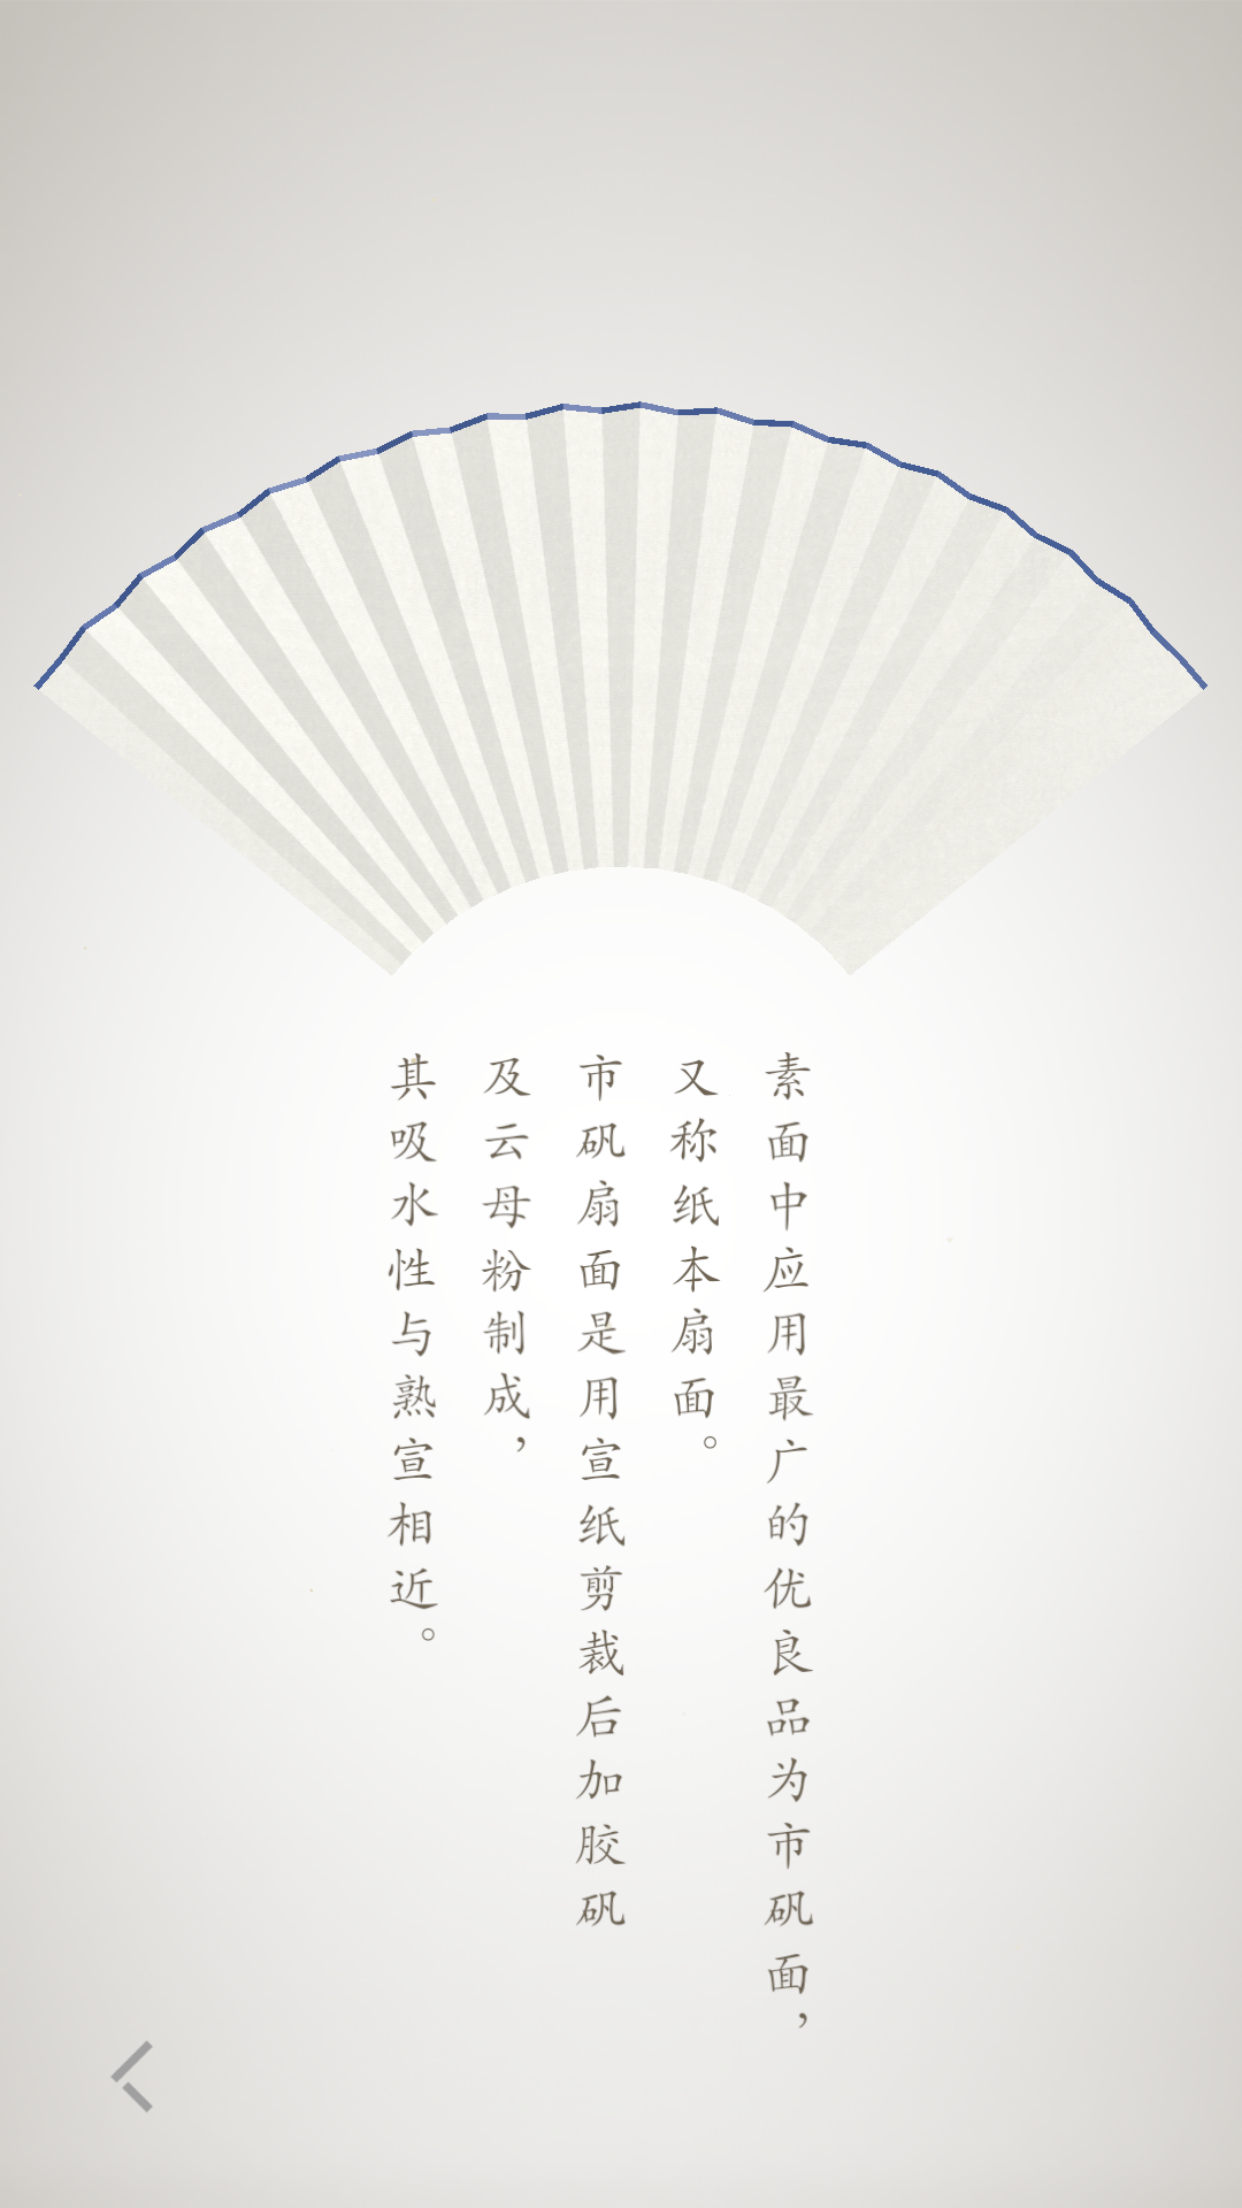 素面中应用最广的优良品为市矾面，
又称纸本扇面。
市矾扇面是用宣纸剪裁后加胶矾
及云母粉制成，
其吸水性与熟宣相近。